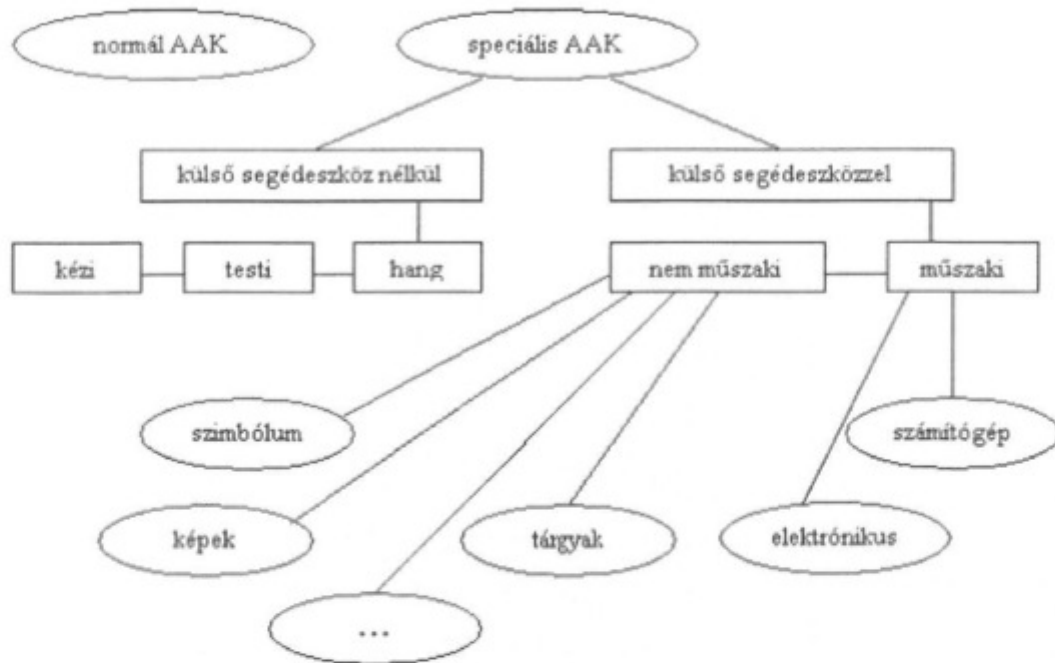 normál AAK
speciális AAK
külső segédeszköz nélkül
külső segédeszközzel
kézi
testi
hang
nem műszaki
műszaki
szimbólum
számítógép
képek
tárgyak
elektrónikus
...